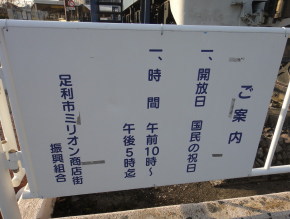 ご案内
一、開放日 国民の祝日
一、時間 午前10時〜
午後5時迄
足利市ミリオン商店街
振興組合